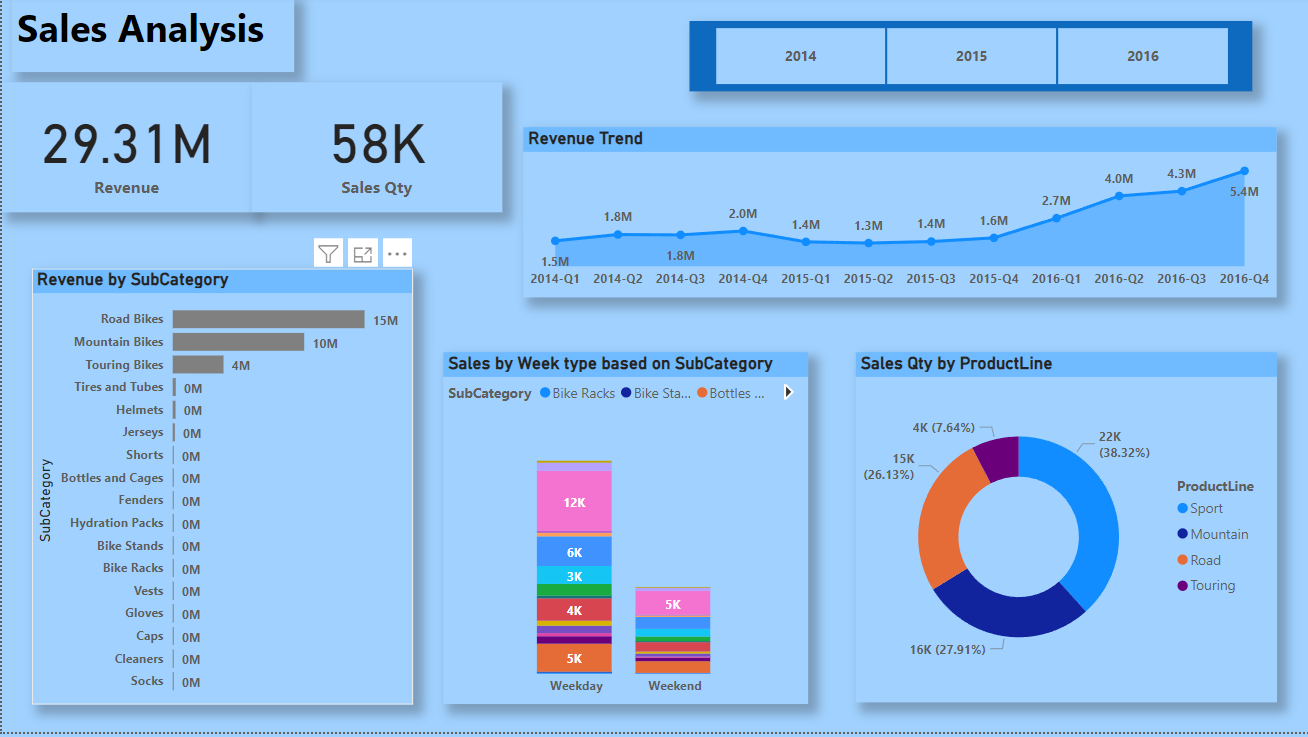 Sales Analysis
2014
2015
2016
29.31M
Revenue
58K
Sales Qty
Revenue Trend
1.5M
1.8M
1.8M
2.0M
1.4M
1.3M
1.4M
1.6M
2.7M
4.0M
4.3M
5.4M
2014-Q1 2014-Q2 2014-Q3 2014-Q4 2015-Q1 2015-Q2 2015-Q3 2015-Q4 2016-Q1 2016-Q2 2016-Q3 2016-Q4
Revenue by SubCategory
SubCategory
Road Bikes 15M
Mountain Bikes 10M
Touring Bikes 4M
Tires and Tubes 0M
Helmets 0M
Jerseys 0M
Shorts 0M
Bottles and Cages 0M
Fenders 0M
Hydration Packs 0M
Bike Stands 0M
Bike Racks 0M
Vests 0M
Gloves 0M
Caps 0M
Cleaners 0M
Socks 0M
Sales by Week type based on SubCategory
SubCategory Bike Racks Bike Sta... Bottles ...
12K
6K
3K
4K
5K
5K
Weekday Weekend
Sales Qty by ProductLine
4K (7.64%)
22K
(38.32%)
15K
(26.13%)
16K (27.91%)
ProductLine
Sport
Mountain
Road
Touring